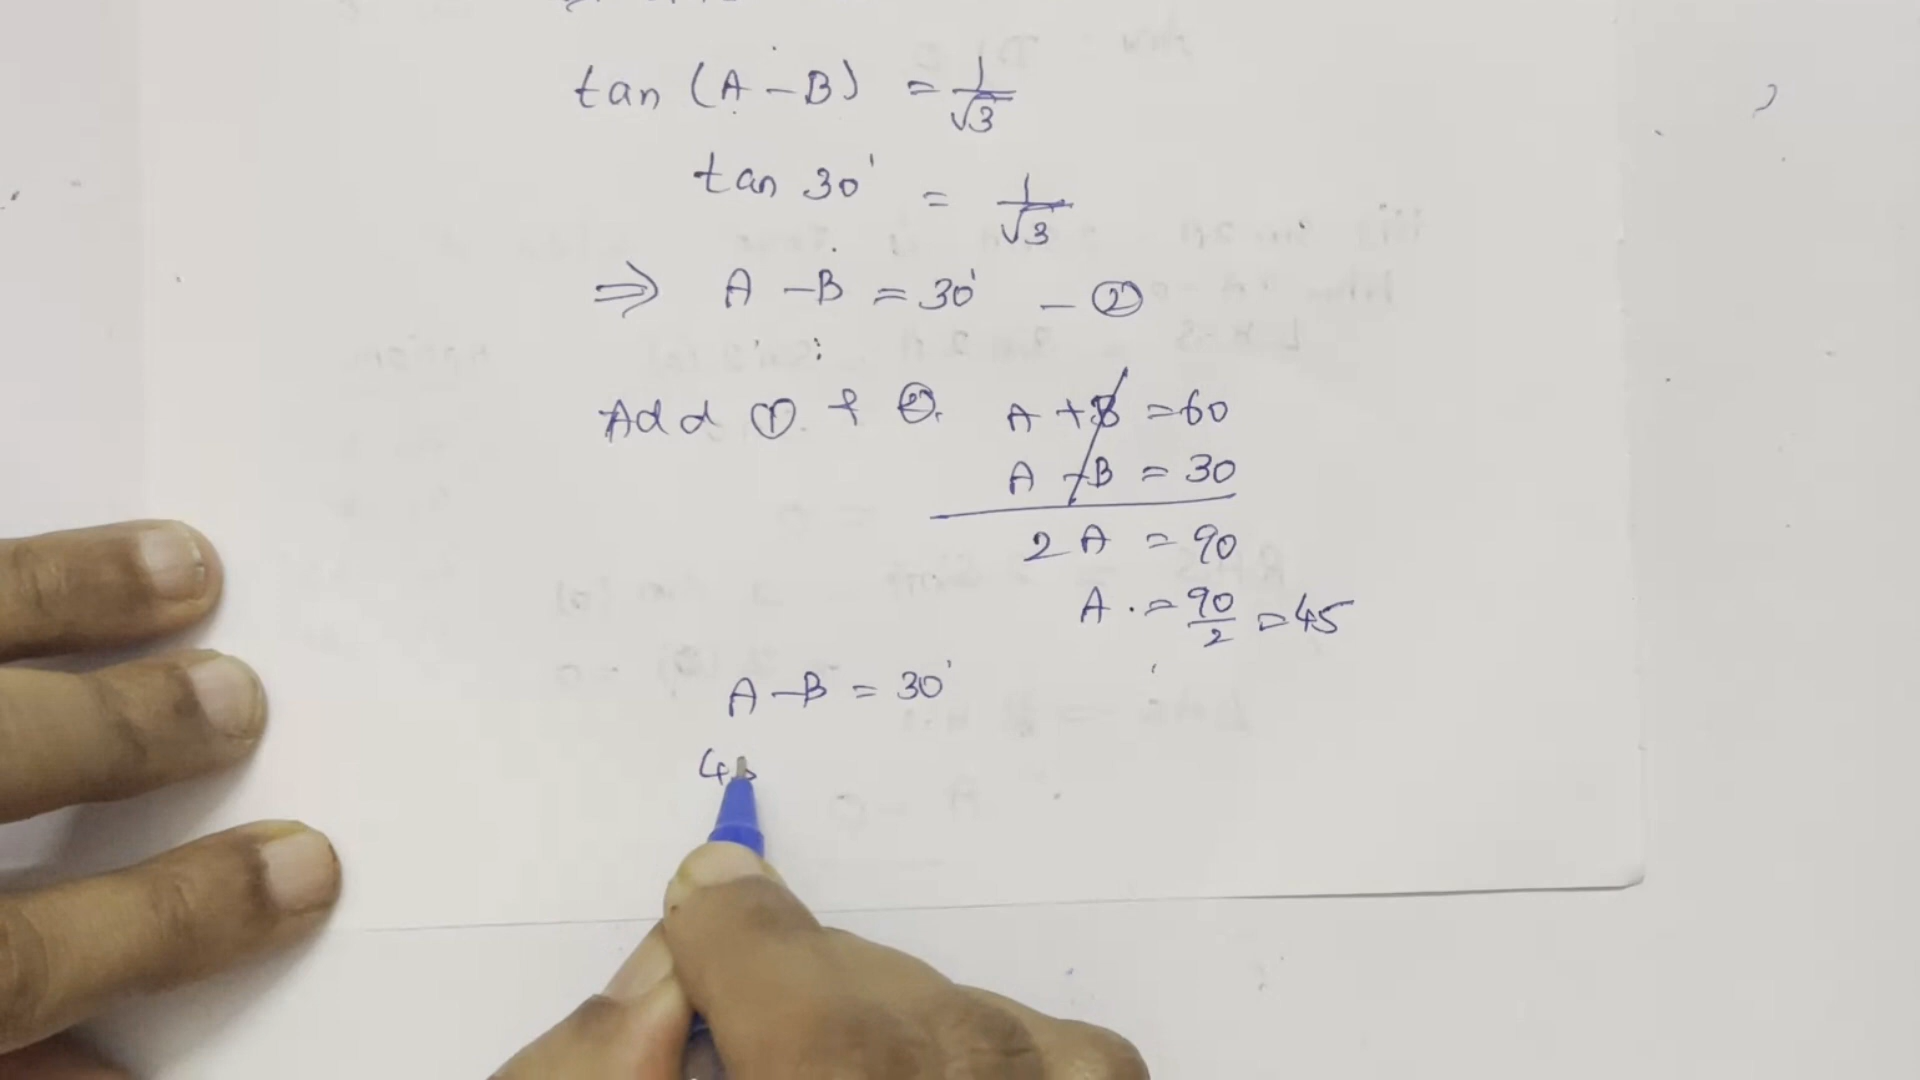 tan (A - B) = 1/√3
tan 30° = 1/√3
⇒ A - B = 30° - ②
Add ① & ②. A + B = 60
A - B = 30
2A = 90
A = 90/2 = 45
A - B = 30°
45